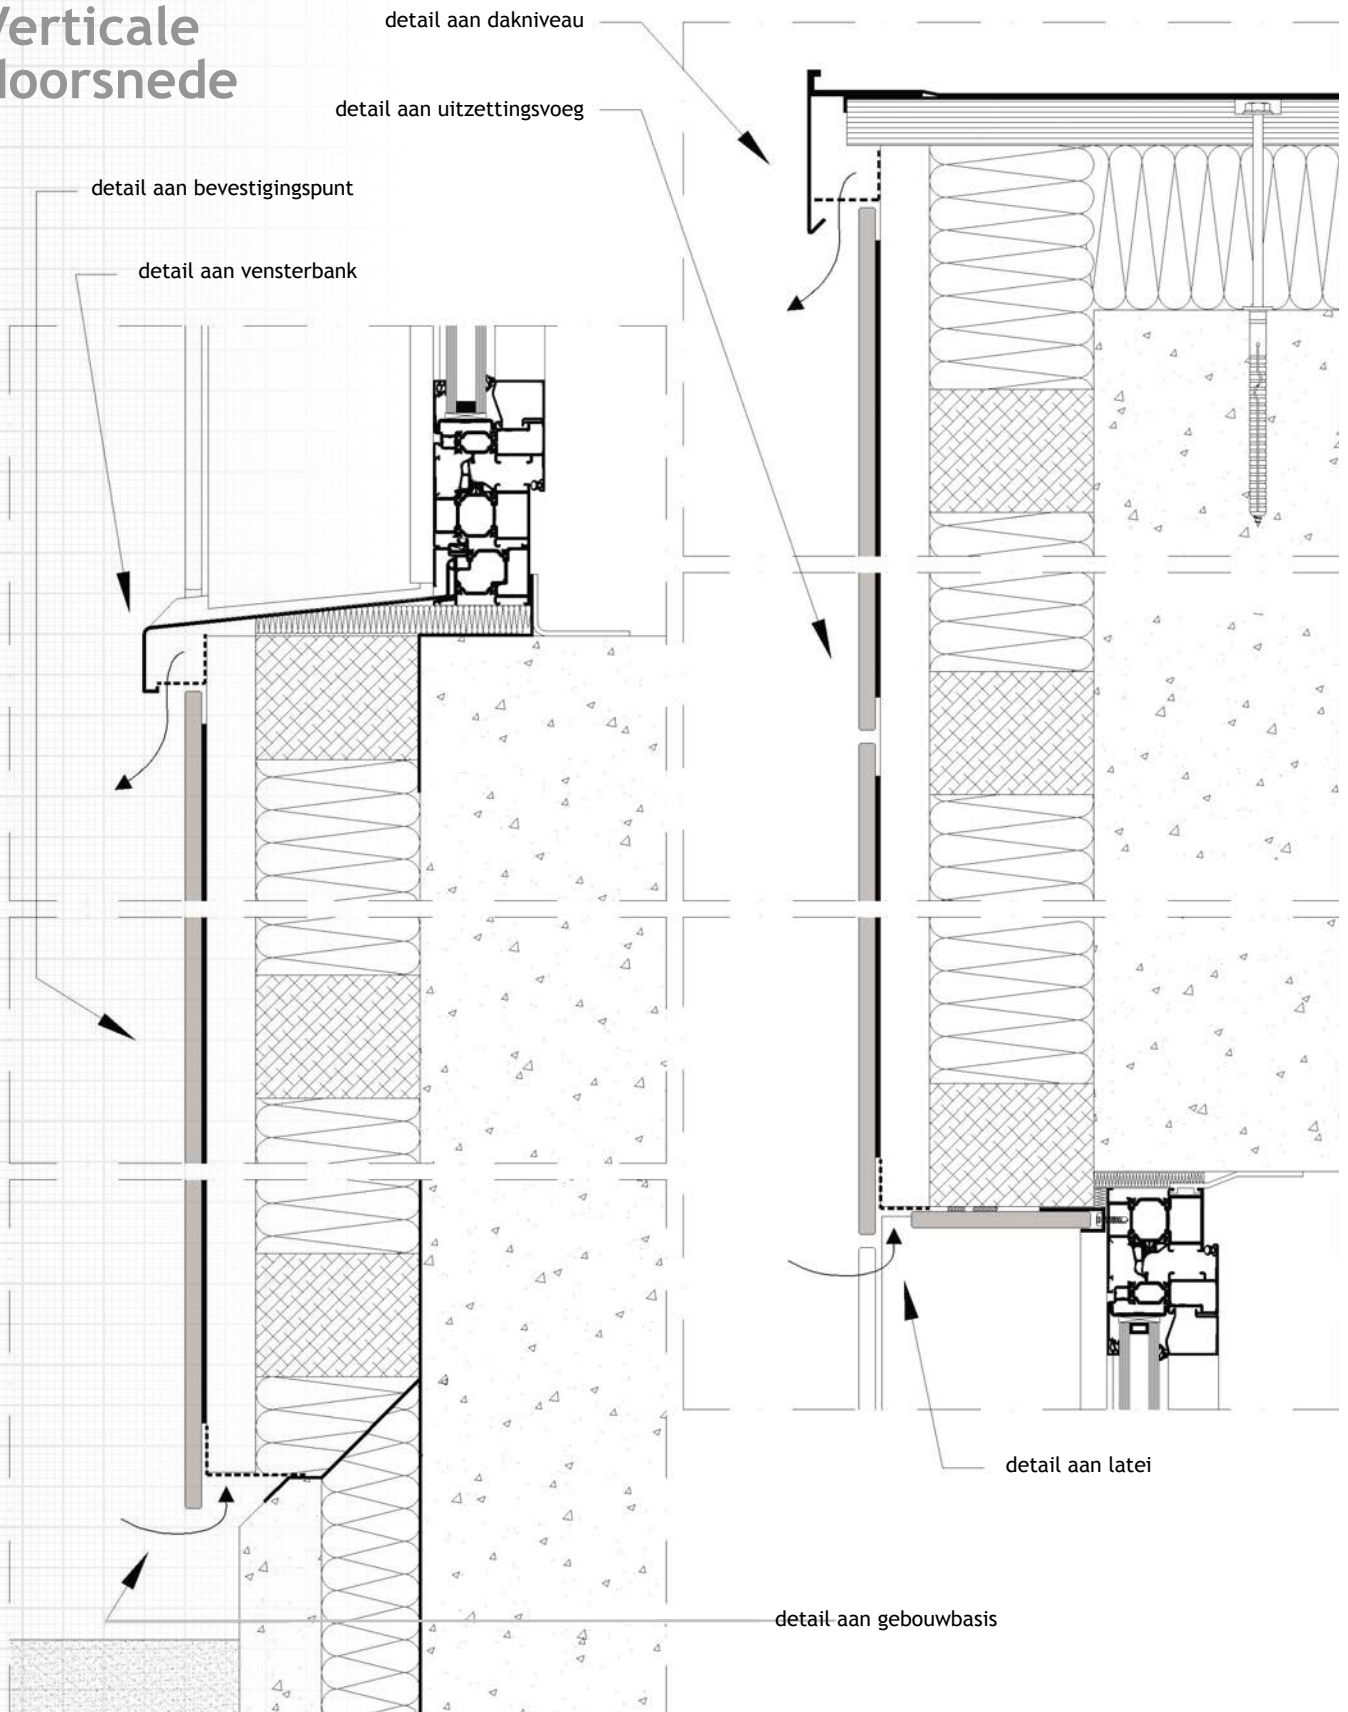 Verticale
doorsnede
detail aan dakniveau
detail aan uitzettingsvoeg
detail aan bevestigingspunt
detail aan vensterbank
detail aan latei
detail aan gebouwbasis